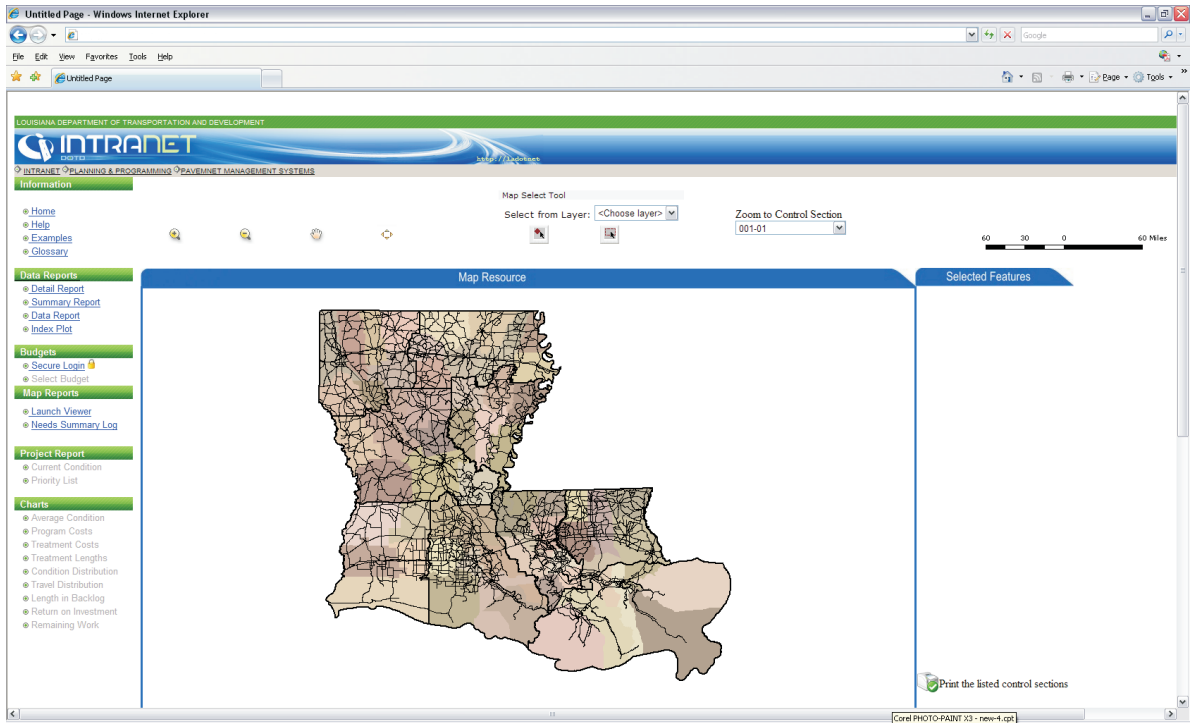 Untitled Page - Windows Internet Explorer
Google
File Edit View Favorites Tools Help
Untitled Page
Page Tools
LOUISIANA DEPARTMENT OF TRANSPORTATION AND DEVELOPMENT
INTRANET
DOTD
http://ladotnet
INTRANET PLANNING & PROGRAMMING PAVEMNET MANAGEMENT SYSTEMS
Information
Home
Help
Examples
Glossary
Map Select Tool
Select from Layer: <Choose layer>
Zoom to Control Section
001-01
60 30 0 60 Miles
Data Reports
Detail Report
Summary Report
Data Report
Index Plot
Budgets
Secure Login
Select Budget
Map Reports
Launch Viewer
Needs Summary Log
Project Report
Current Condition
Priority List
Charts
Average Condition
Program Costs
Treatment Costs
Treatment Lengths
Condition Distribution
Travel Distribution
Length in Backlog
Return on Investment
Remaining Work
Map Resource
Selected Features
Print the listed control sections
Corel PHOTO-PAINT X3 - new-4.cpt